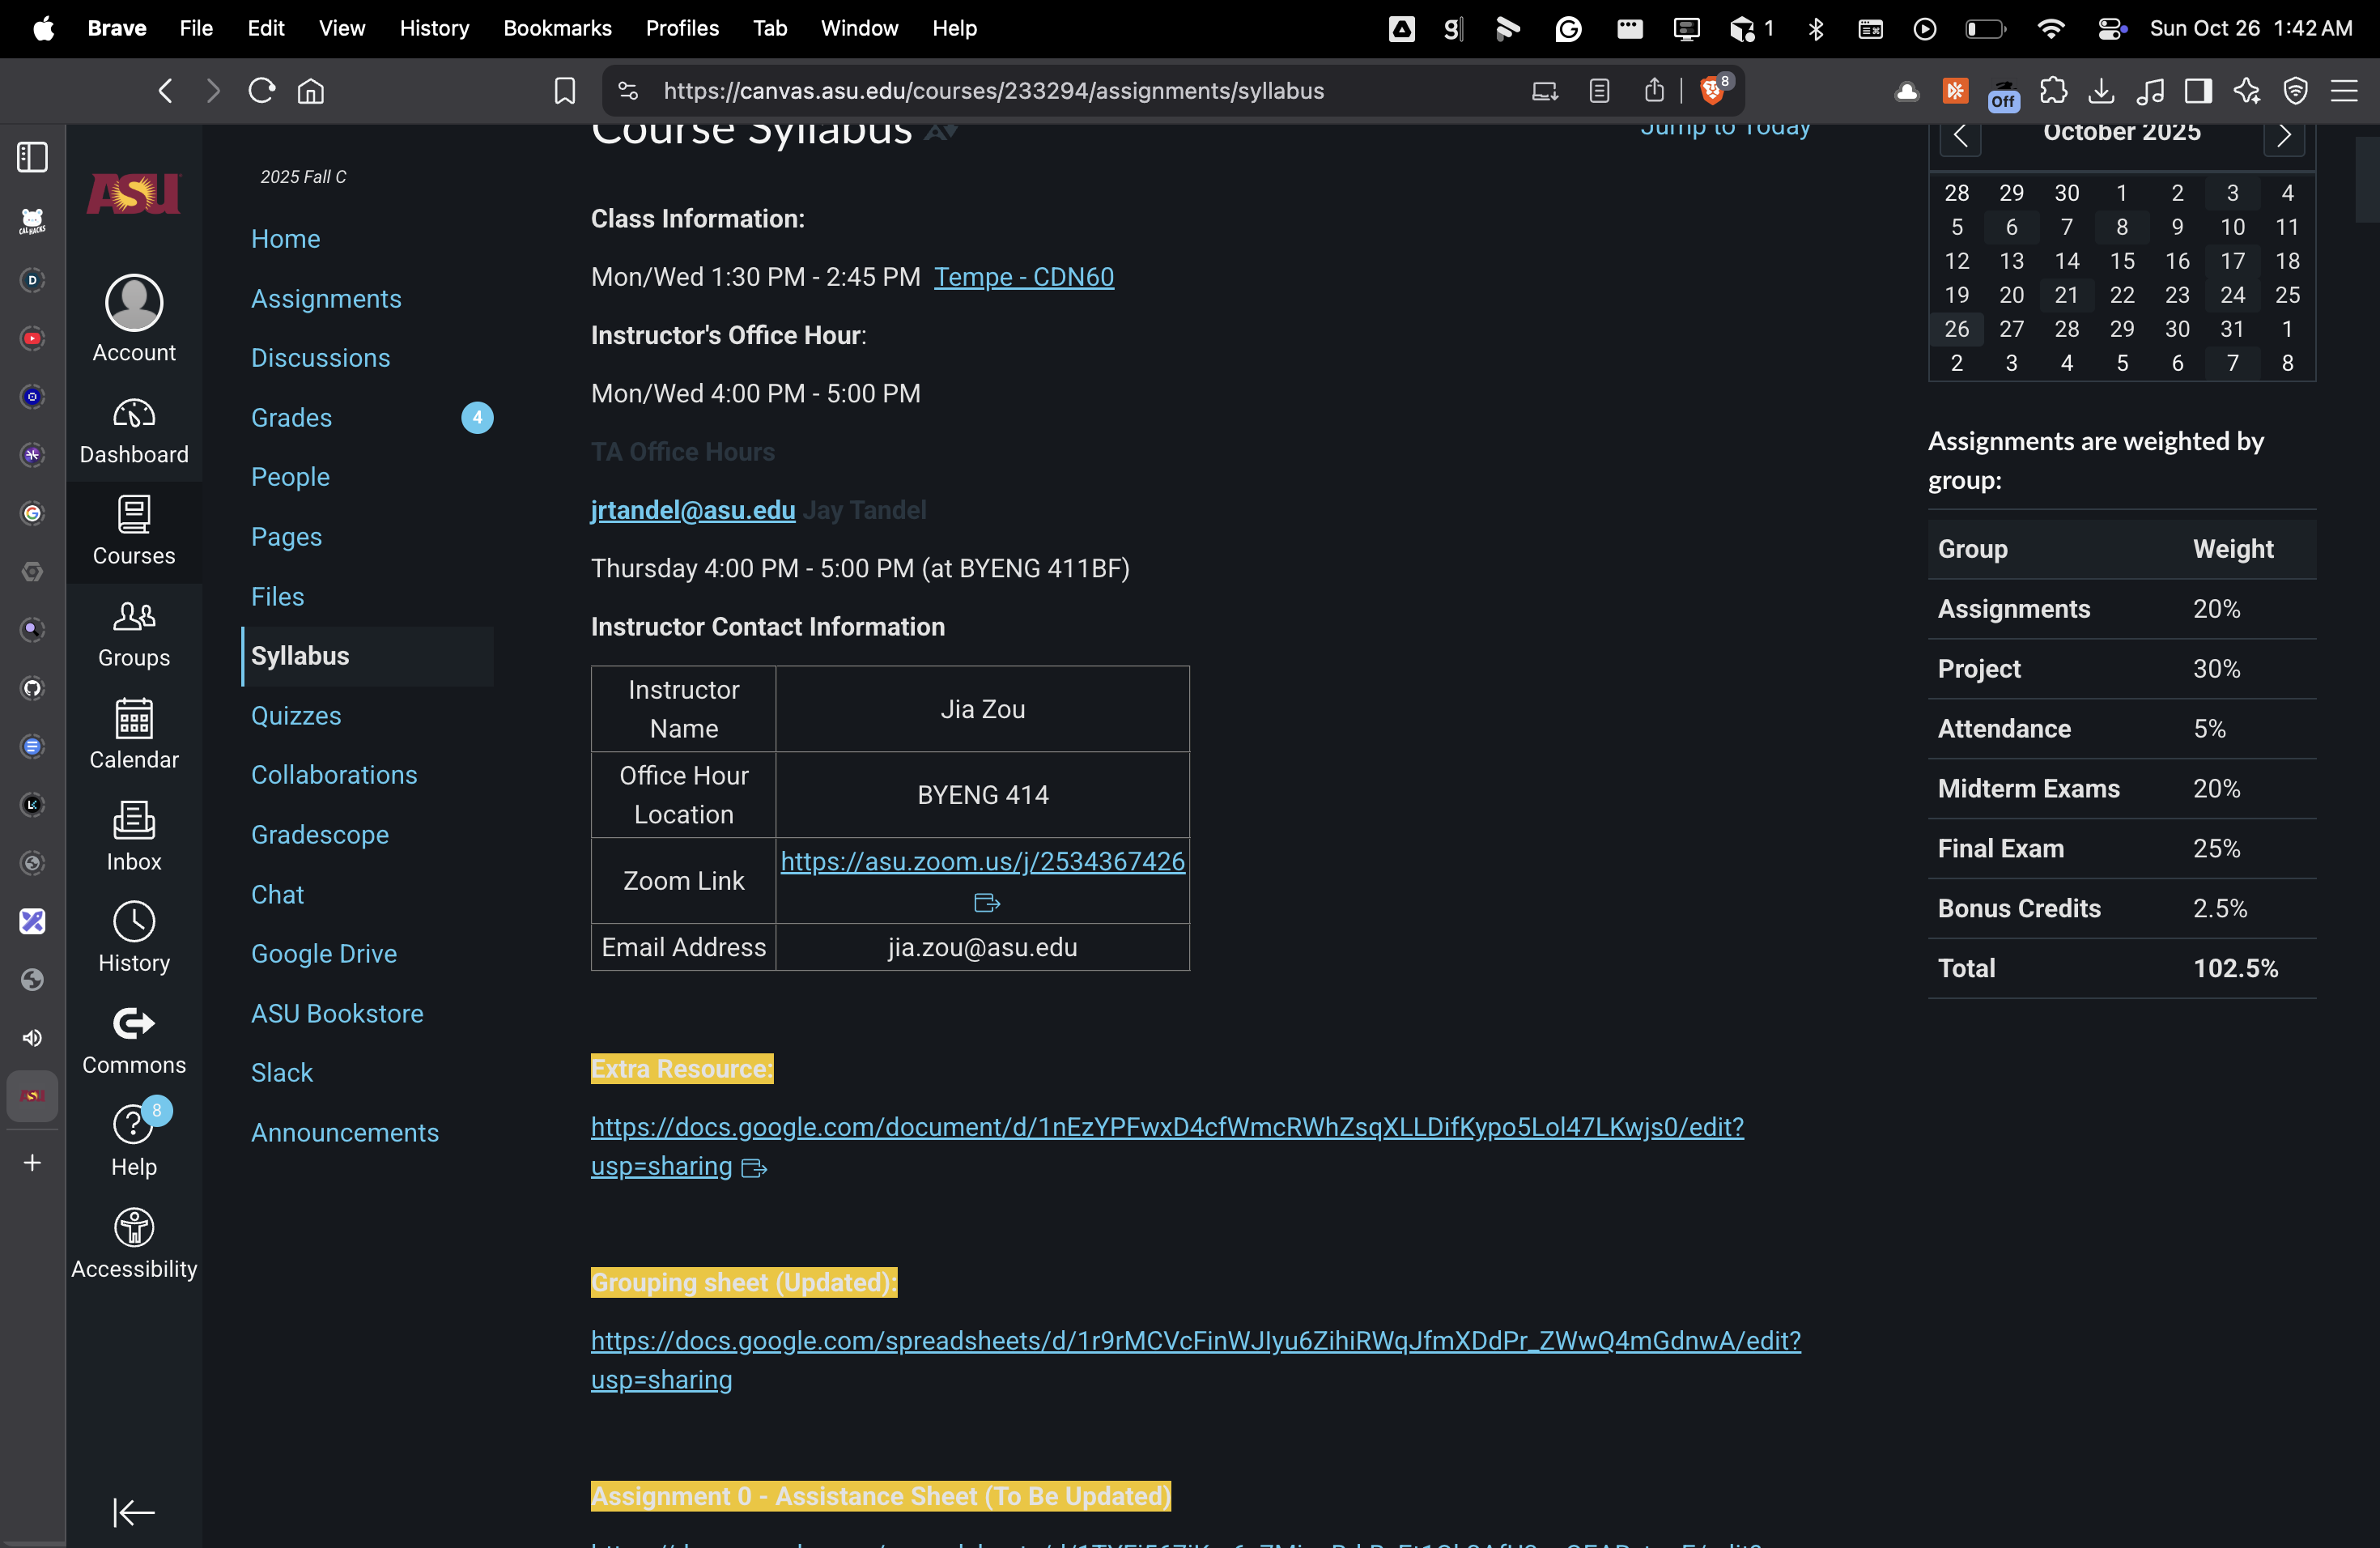 Brave File Edit View History Bookmarks Profiles Tab Window Help
1 Sun Oct 26 1:42 AM
https://canvas.asu.edu/courses/233294/assignments/syllabus
8
Off
CAL HACKS
D
ASU
Account
Dashboard
Courses
Groups
Calendar
Inbox
History
Commons
8
Help
Accessibility
2025 Fall C
Home
Assignments
Discussions
Grades 4
People
Pages
Files
Syllabus
Quizzes
Collaborations
Gradescope
Chat
Google Drive
ASU Bookstore
Slack
Announcements
Course Syllabus
Jump to Today
Class Information:
Mon/Wed 1:30 PM - 2:45 PM Tempe - CDN60
Instructor's Office Hour:
Mon/Wed 4:00 PM - 5:00 PM
TA Office Hours
jrtandel@asu.edu Jay Tandel
Thursday 4:00 PM - 5:00 PM (at BYENG 411BF)
Instructor Contact Information
Instructor Name Jia Zou
Office Hour Location BYENG 414
Zoom Link https://asu.zoom.us/j/2534367426
Email Address jia.zou@asu.edu
Extra Resource:
https://docs.google.com/document/d/1nEzYPFwxD4cfWmcRWhZsqXLLDifKypo5Lol47LKwjs0/edit?
usp=sharing
Grouping sheet (Updated):
https://docs.google.com/spreadsheets/d/1r9rMCVcFinWJIyu6ZihiRWqJfmXDdPr_ZWwQ4mGdnwA/edit?
usp=sharing
Assignment 0 - Assistance Sheet (To Be Updated)
October 2025
28 29 30 1 2 3 4
5 6 7 8 9 10 11
12 13 14 15 16 17 18
19 20 21 22 23 24 25
26 27 28 29 30 31 1
2 3 4 5 6 7 8
Assignments are weighted by
group:
Group Weight
Assignments 20%
Project 30%
Attendance 5%
Midterm Exams 20%
Final Exam 25%
Bonus Credits 2.5%
Total 102.5%